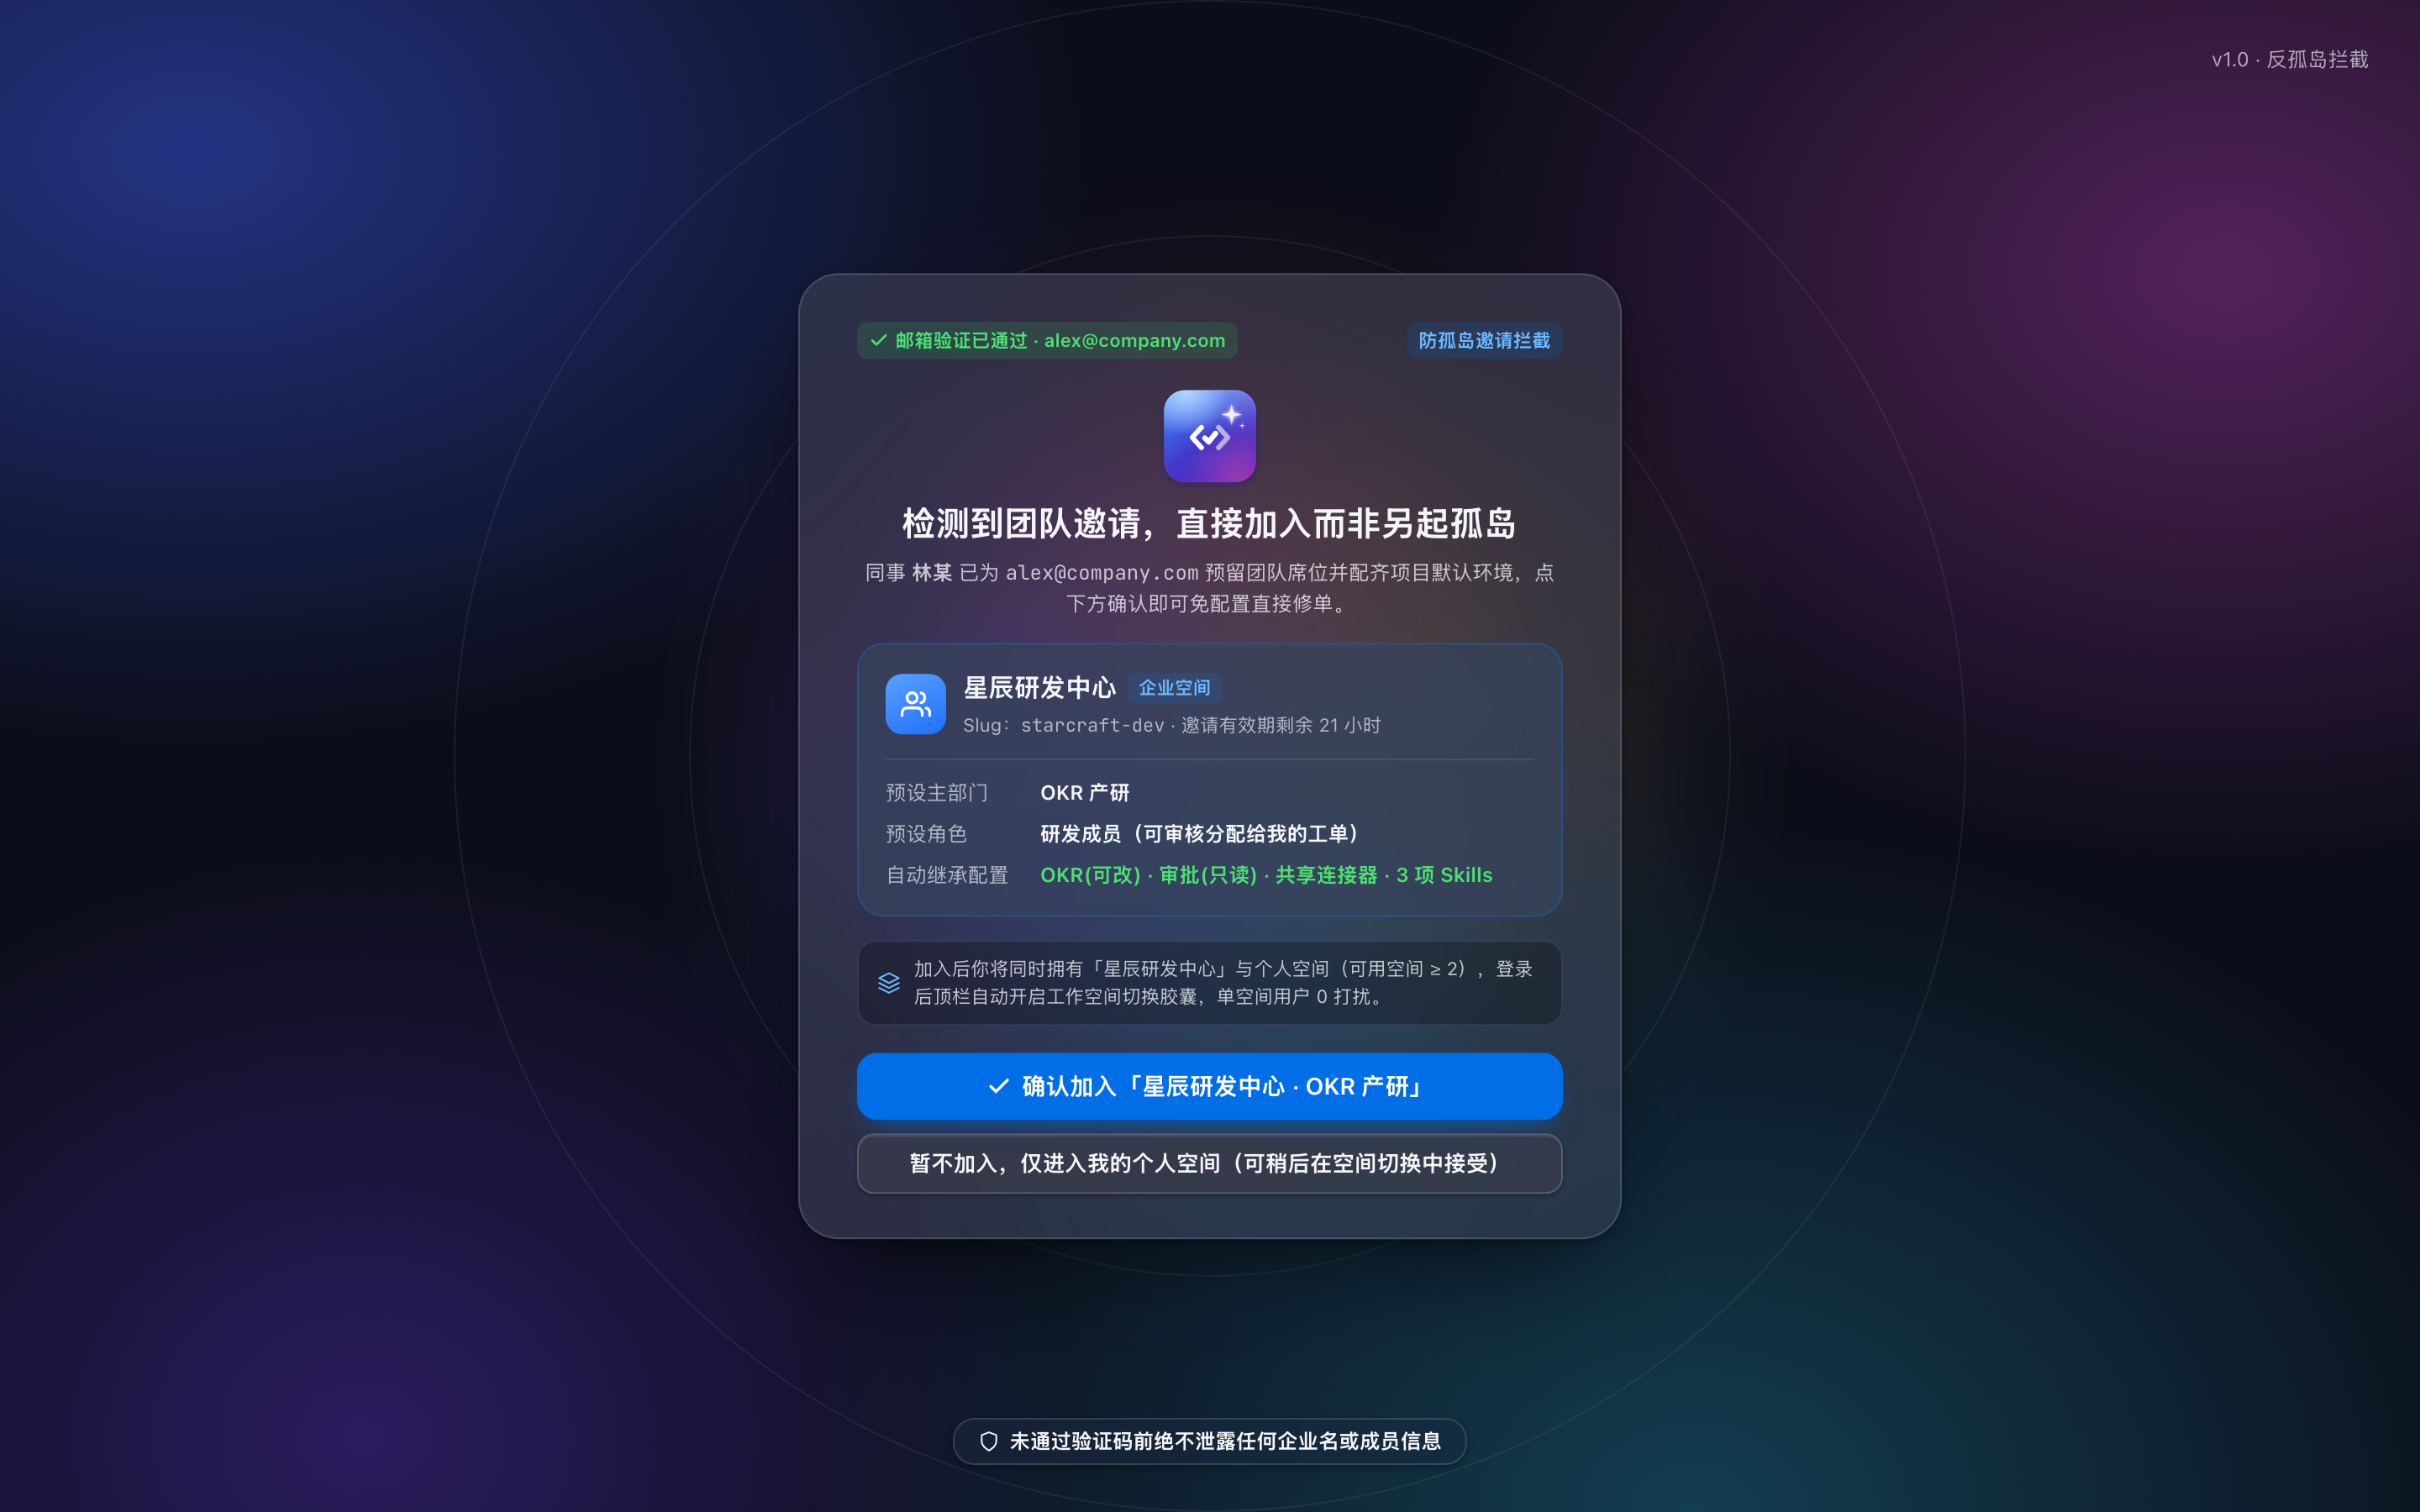 v1.0 · 反孤岛拦截
邮箱验证已通过 · alex@company.com
防孤岛邀请拦截
检测到团队邀请，直接加入而非另起孤岛
同事 林某 已为 alex@company.com 预留团队席位并配齐项目默认环境，点
下方确认即可免配置直接修单。
星辰研发中心 企业空间
Slug：starcraft-dev · 邀请有效期剩余 21 小时
预设主部门 OKR 产研
预设角色 研发成员（可审核分配给我的工单）
自动继承配置 OKR(可改) · 审批(只读) · 共享连接器 · 3 项 Skills
加入后你将同时拥有「星辰研发中心」与个人空间（可用空间 ≥ 2），登录
后顶栏自动开启工作空间切换胶囊，单空间用户 0 打扰。
确认加入「星辰研发中心 · OKR 产研」
暂不加入，仅进入我的个人空间（可稍后在空间切换中接受）
未通过验证码前绝不泄露任何企业名或成员信息